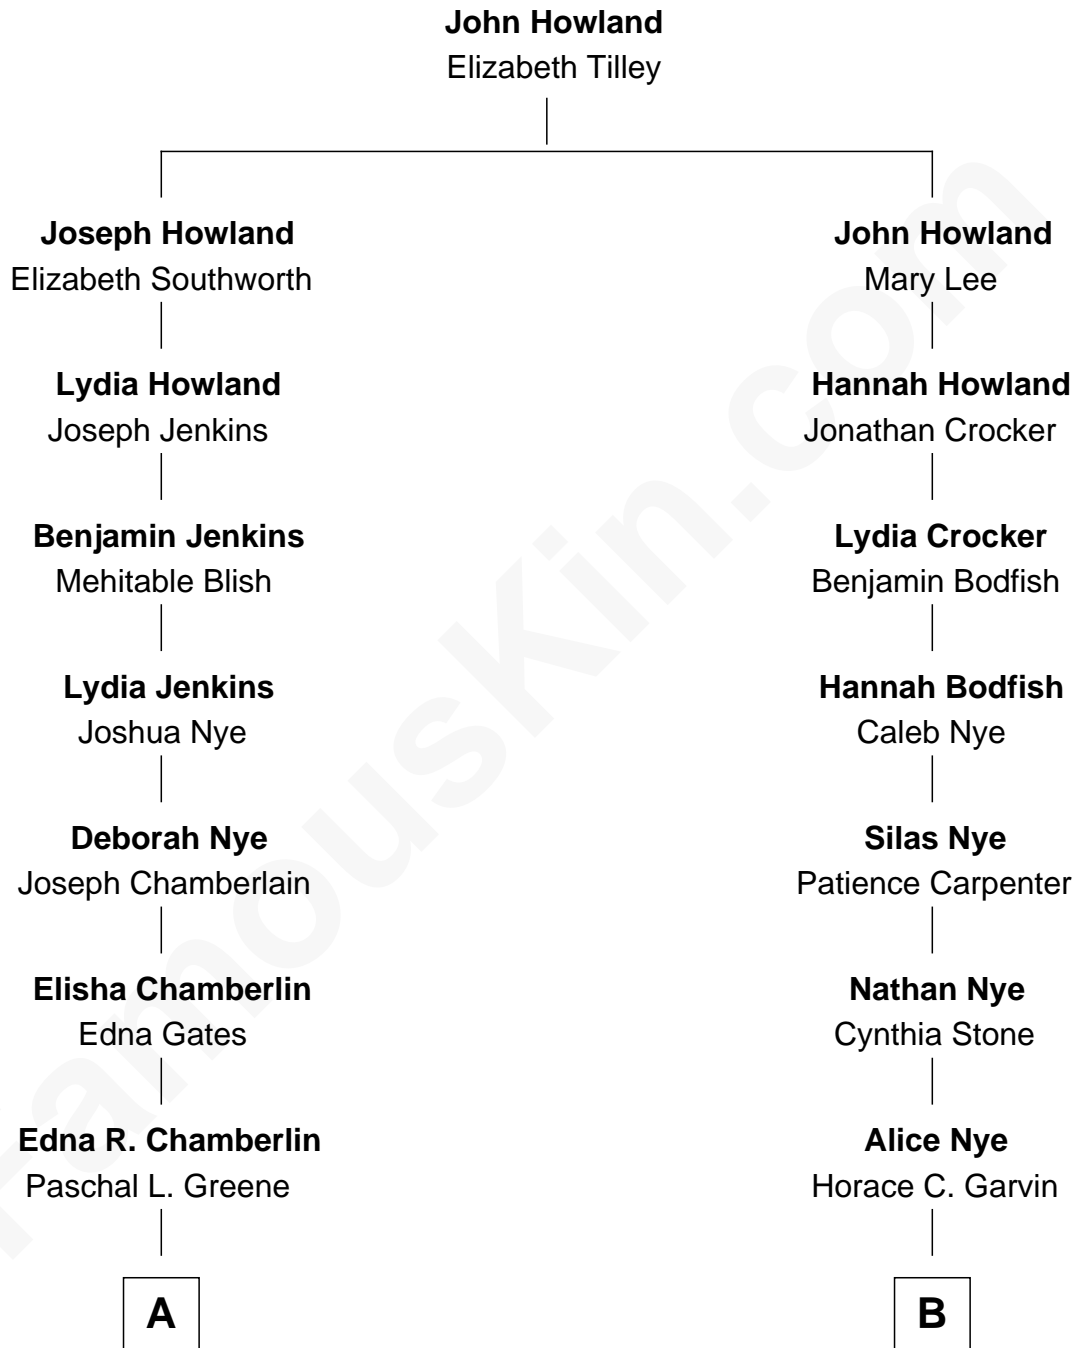 John Howland
Elizabeth Tilley
Joseph Howland
Elizabeth Southworth
John Howland
Mary Lee
Lydia Howland
Joseph Jenkins
Hannah Howland
Jonathan Crocker
Benjamin Jenkins
Mehitable Blish
Lydia Crocker
Benjamin Bodfish
Lydia Jenkins
Joshua Nye
Hannah Bodfish
Caleb Nye
Deborah Nye
Joseph Chamberlain
Silas Nye
Patience Carpenter
Elisha Chamberlin
Edna Gates
Nathan Nye
Cynthia Stone
Edna R. Chamberlin
Paschal L. Greene
Alice Nye
Horace C. Garvin
A
B
FamousKin.com